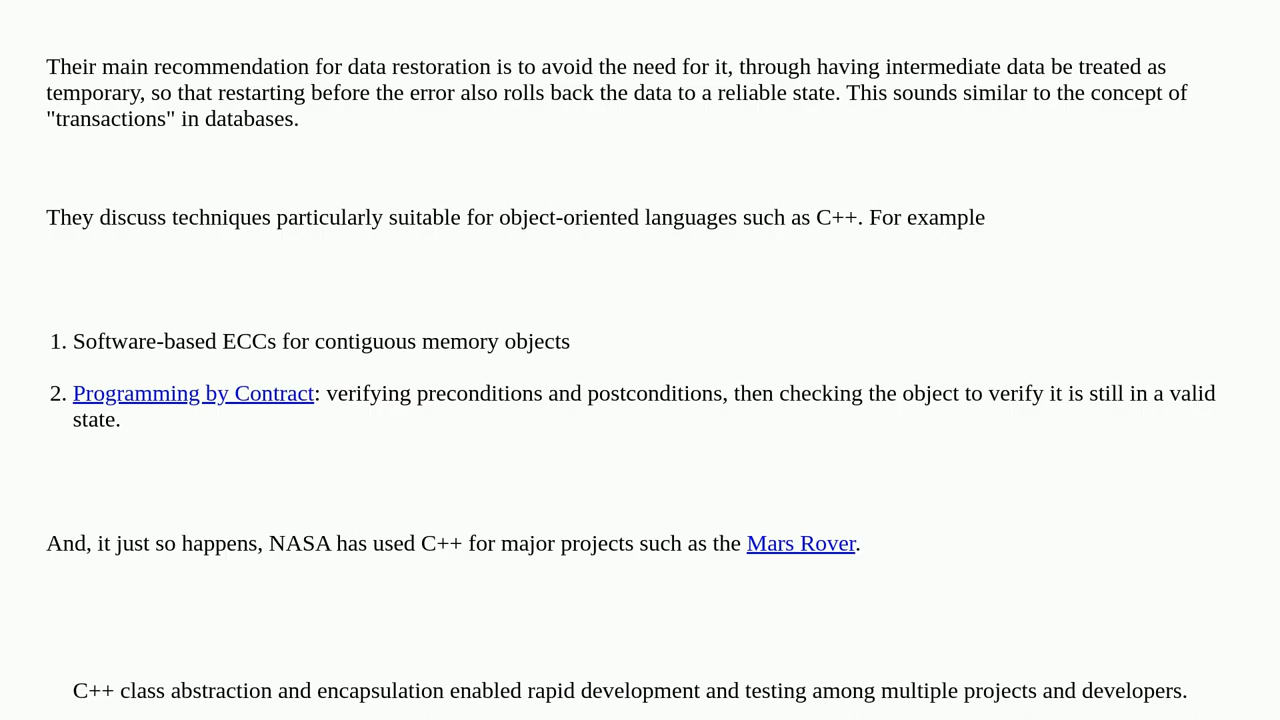 Their main recommendation for data restoration is to avoid the need for it, through having intermediate data be treated as
temporary, so that restarting before the error also rolls back the data to a reliable state. This sounds similar to the concept of
"transactions" in databases.
They discuss techniques particularly suitable for object-oriented languages such as C++. For example
1. Software-based ECCs for contiguous memory objects
2. Programming by Contract: verifying preconditions and postconditions, then checking the object to verify it is still in a valid
state.
And, it just so happens, NASA has used C++ for major projects such as the Mars Rover.
C++ class abstraction and encapsulation enabled rapid development and testing among multiple projects and developers.